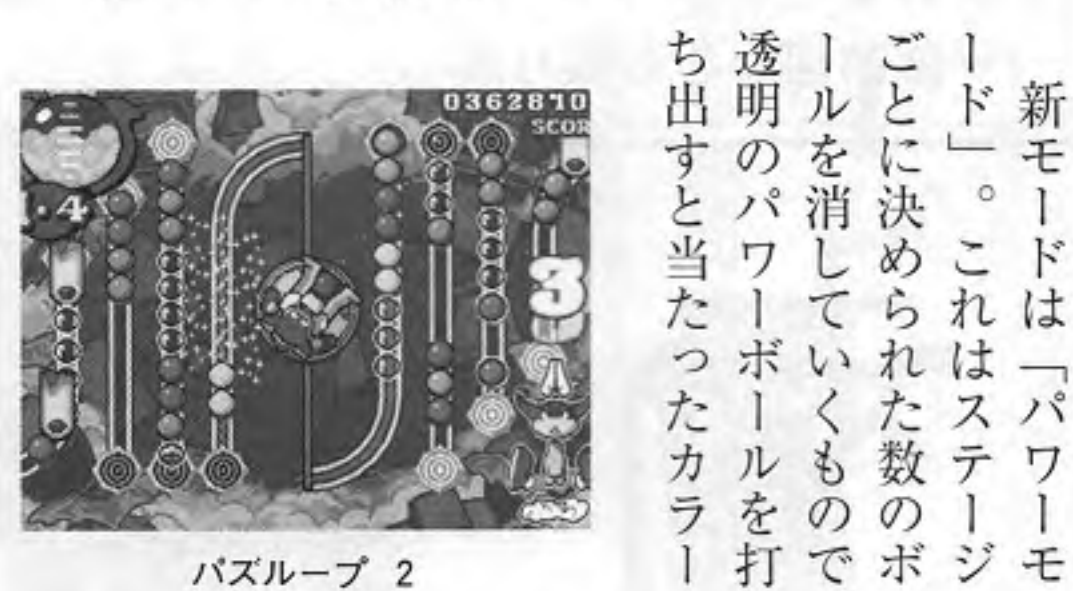 新モードは「パワーモ
ード」。これはステージ
ごとに決められた数のボ
ールを消していくもので
透明のパワーボールを打
ち出すと当たったカラー
0362870
SCOR
.4
3
パズループ 2